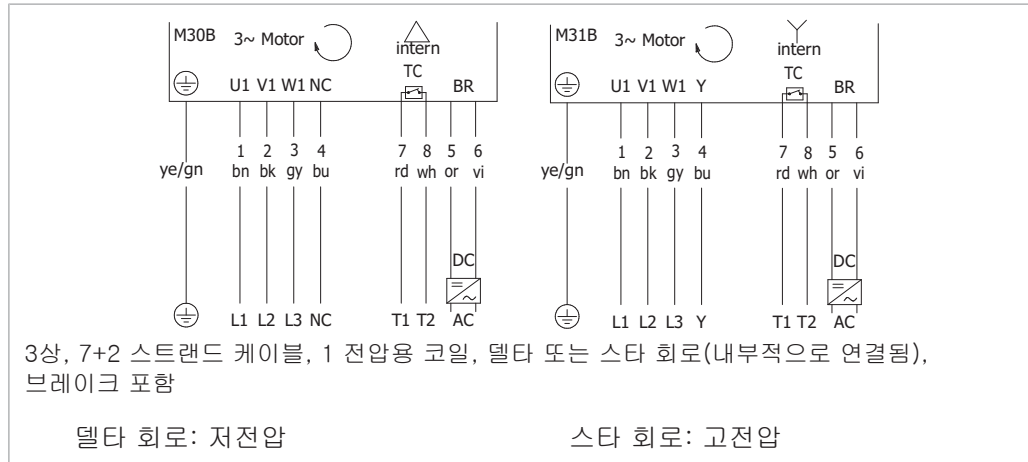 M30B 3~ Motor intern
TC
U1 V1 W1 NC BR
1 2 3 4 7 8 5 6
ye/gn bn bk gy bu rd wh or vi
DC
L1 L2 L3 NC T1 T2 AC
M31B 3~ Motor intern
TC
U1 V1 W1 Y BR
1 2 3 4 7 8 5 6
ye/gn bn bk gy bu rd wh or vi
DC
L1 L2 L3 Y T1 T2 AC
3상, 7+2 스트랜드 케이블, 1 전압용 코일, 델타 또는 스타 회로(내부적으로 연결됨),
브레이크 포함
델타 회로: 저전압 스타 회로: 고전압